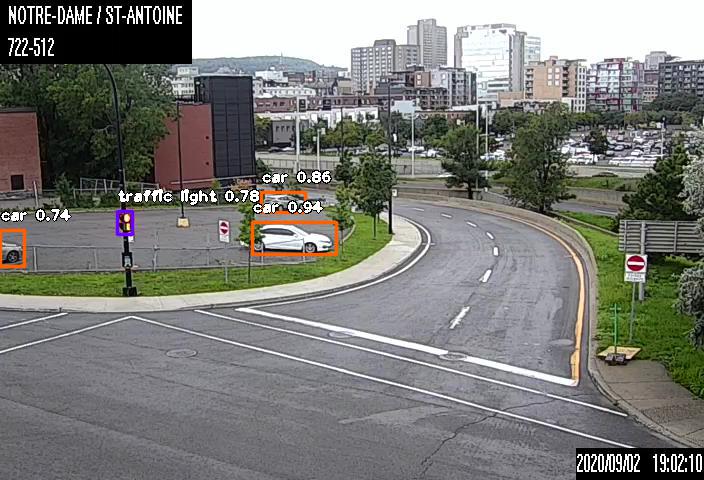 NOTRE-DAME / ST-ANTOINE
722-512
car 0.86
traffic light 0.78
car 0.94
car 0.74
2020/09/02 19:02:10